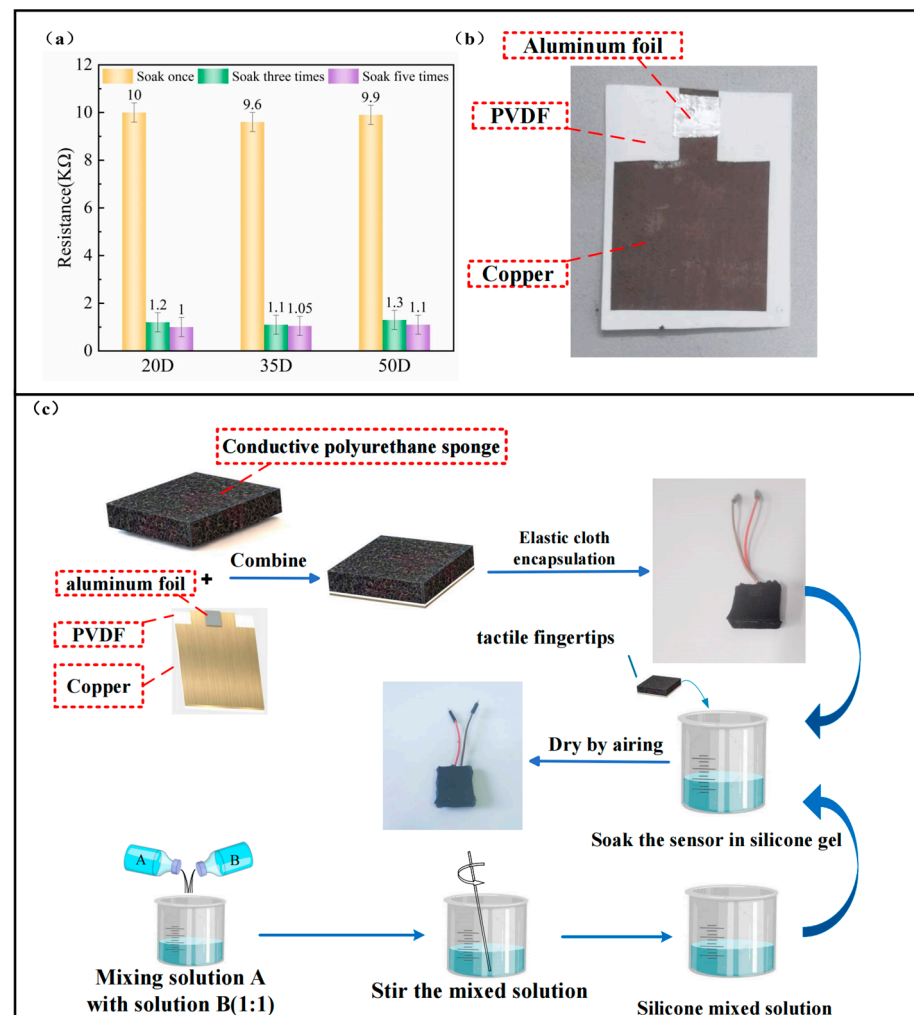 (a)
Soak once
Soak three times
Soak five times
Resistance(KΩ)
12
10
8
6
4
2
0
10
1.2
1
9.6
1.1
1.05
9.9
1.3
1.1
20D
35D
50D
(b)
Aluminum foil
PVDF
Copper
(c)
Conductive polyurethane sponge
aluminum foil
+
Combine
PVDF
Copper
Elastic cloth
encapsulation
tactile fingertips
Dry by airing
Soak the sensor in silicone gel
A
B
Mixing solution A
with solution B(1:1)
Stir the mixed solution
Silicone mixed solution